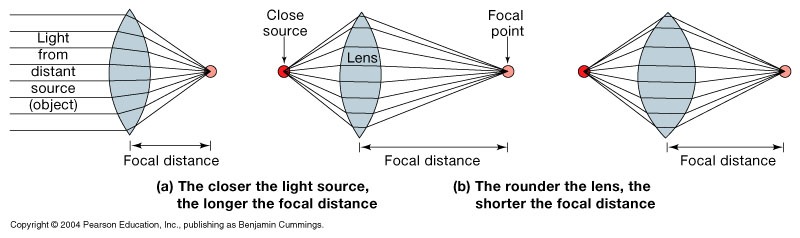 Light
from
distant
source
(object)
Focal distance
Close
source
Lens
Focal
point
Focal distance
Focal distance
(a) The closer the light source,
the longer the focal distance
(b) The rounder the lens, the
shorter the focal distance
Copyright © 2004 Pearson Education, Inc., publishing as Benjamin Cummings.